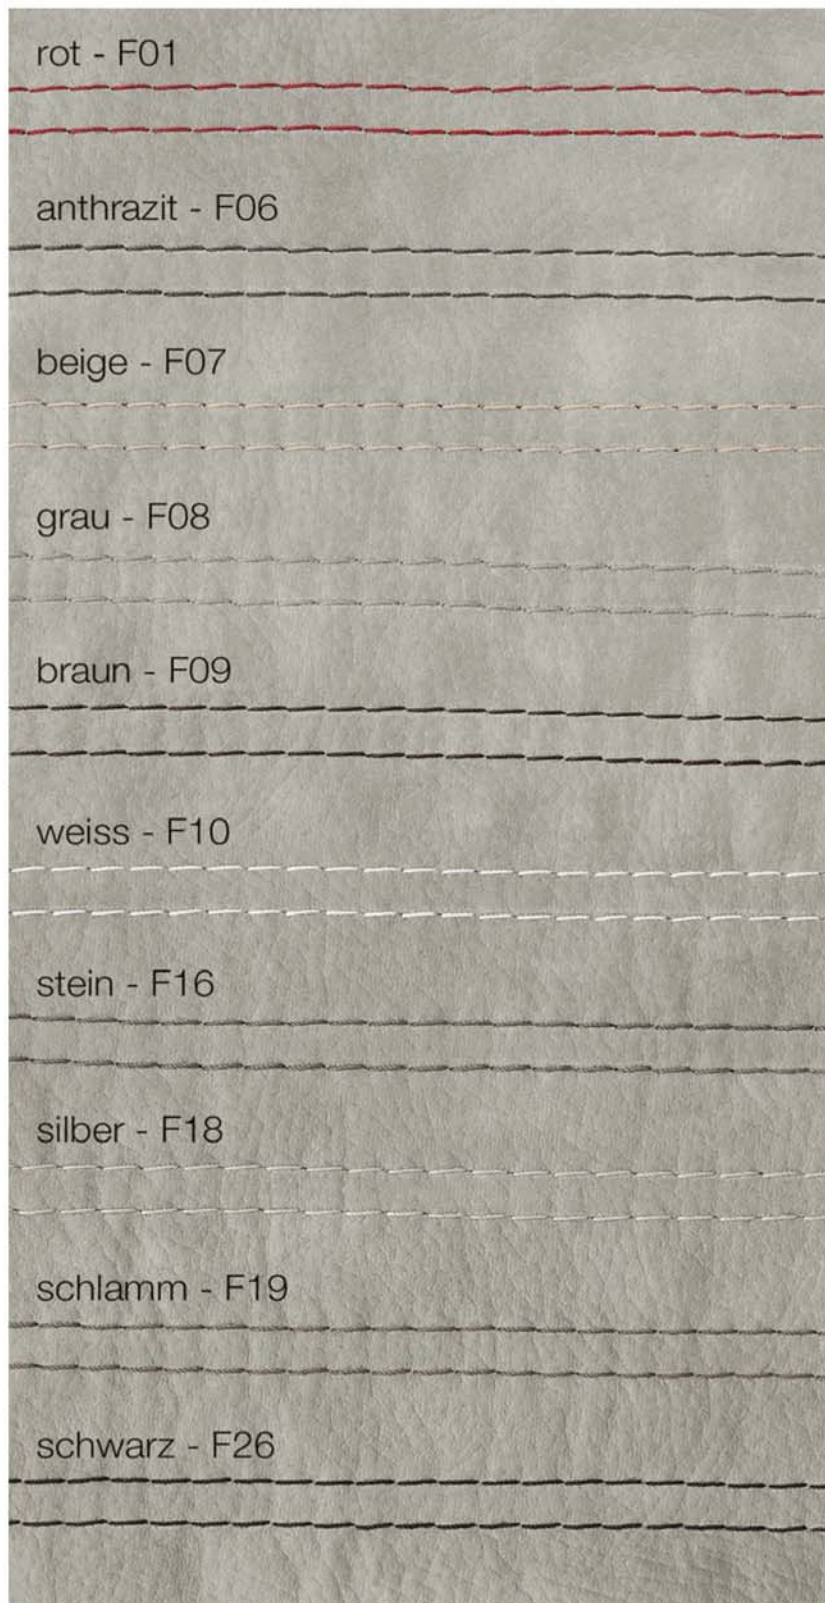 rot - F01
anthrazit - F06
beige - F07
grau - F08
braun - F09
weiss - F10
stein - F16
silber - F18
schlamm - F19
schwarz - F26